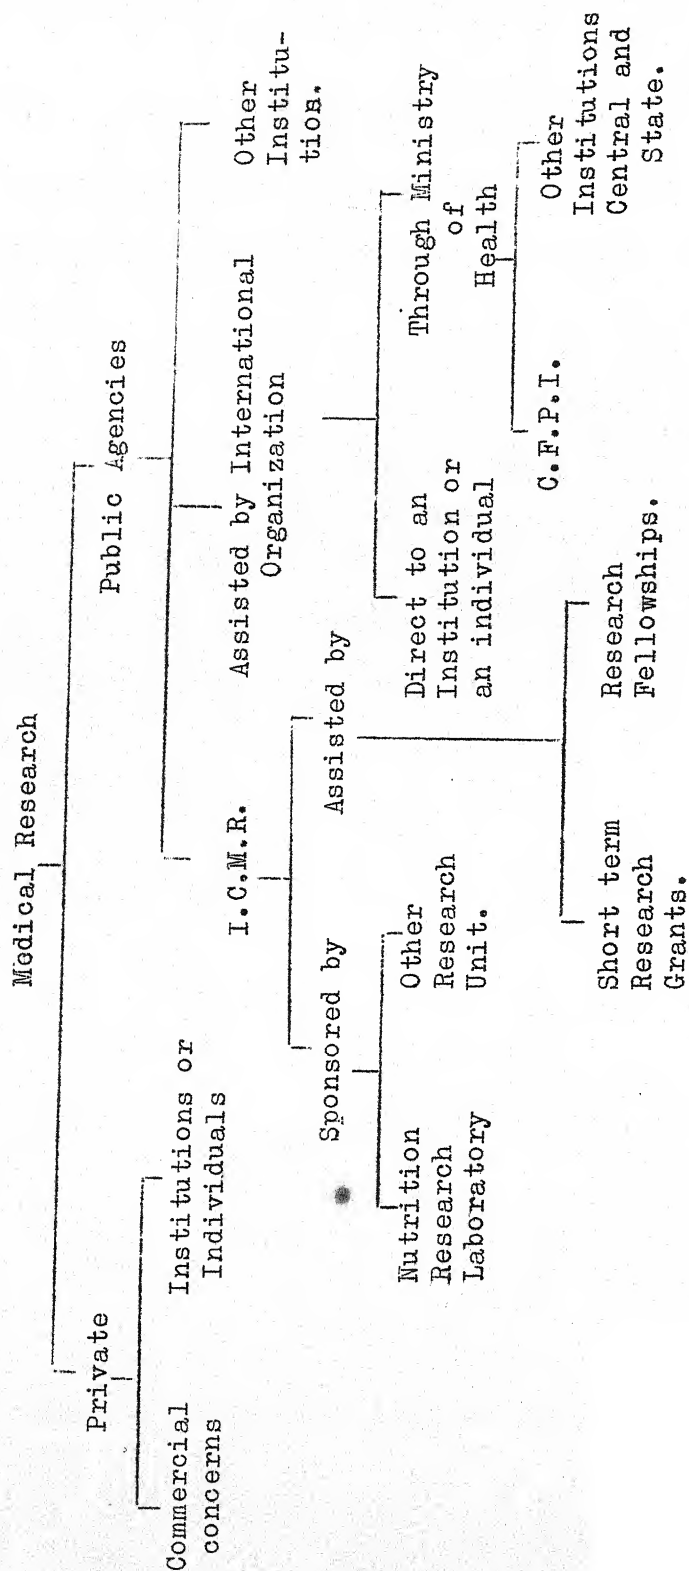 Medical Research
Private
Public Agencies
Commercial
concerns
Institutions or
Individuals
I.C.M.R.
Assisted by International
Organization
Other
Institu-
tion.
Sponsored by
Assisted by
Direct to an
Institution or
an individual
Through Ministry
of
Health
Nutrition
Research
Laboratory
Other
Research
Unit.
C.F.P.I.
Other
Institutions
Central and
State.
Short term
Research
Grants.
Research
Fellowships.